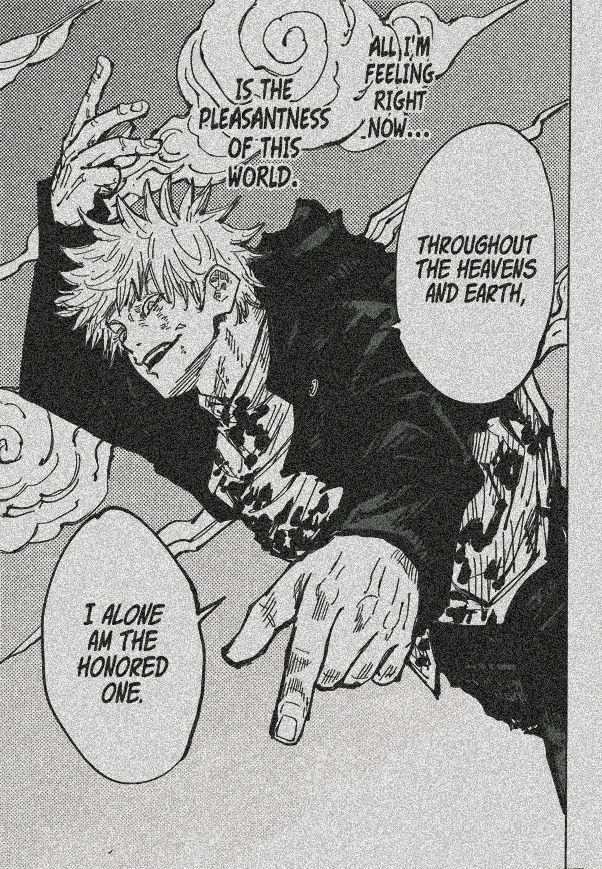 ALL I'M
FEELING
RIGHT
NOW...
IS THE
PLEASANTNESS
OF THIS
WORLD.
THROUGHOUT
THE HEAVENS
AND EARTH,
I ALONE
AM THE
HONORED
ONE.